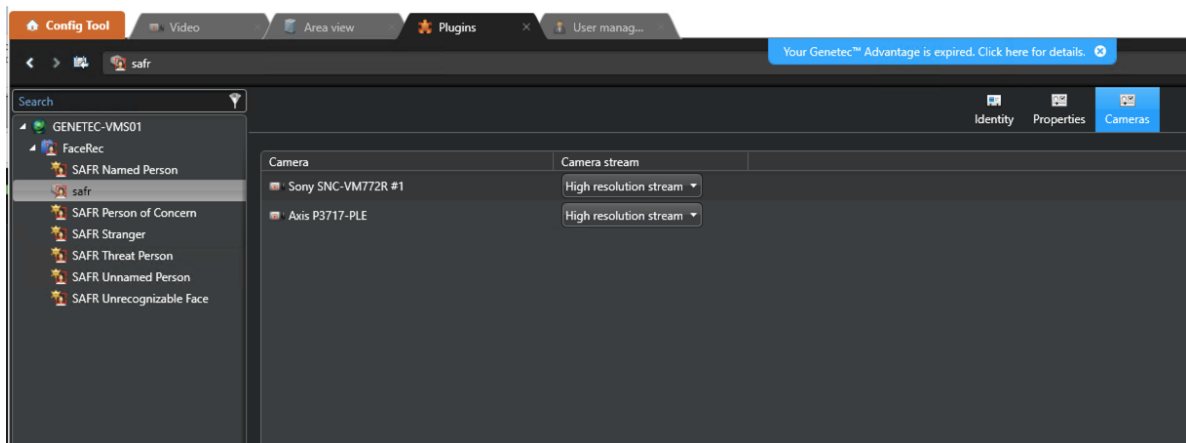 Config Tool
Video
Area view
Plugins
User manag...
Your Genetec™ Advantage is expired. Click here for details.
safr
Search
Identity
Properties
Cameras
GENETEC-VMS01
FaceRec
SAFR Named Person
safr
SAFR Person of Concern
SAFR Stranger
SAFR Threat Person
SAFR Unnamed Person
SAFR Unrecognizable Face
Camera Camera stream
Sony SNC-VM772R #1 High resolution stream
Axis P3717-PLE High resolution stream